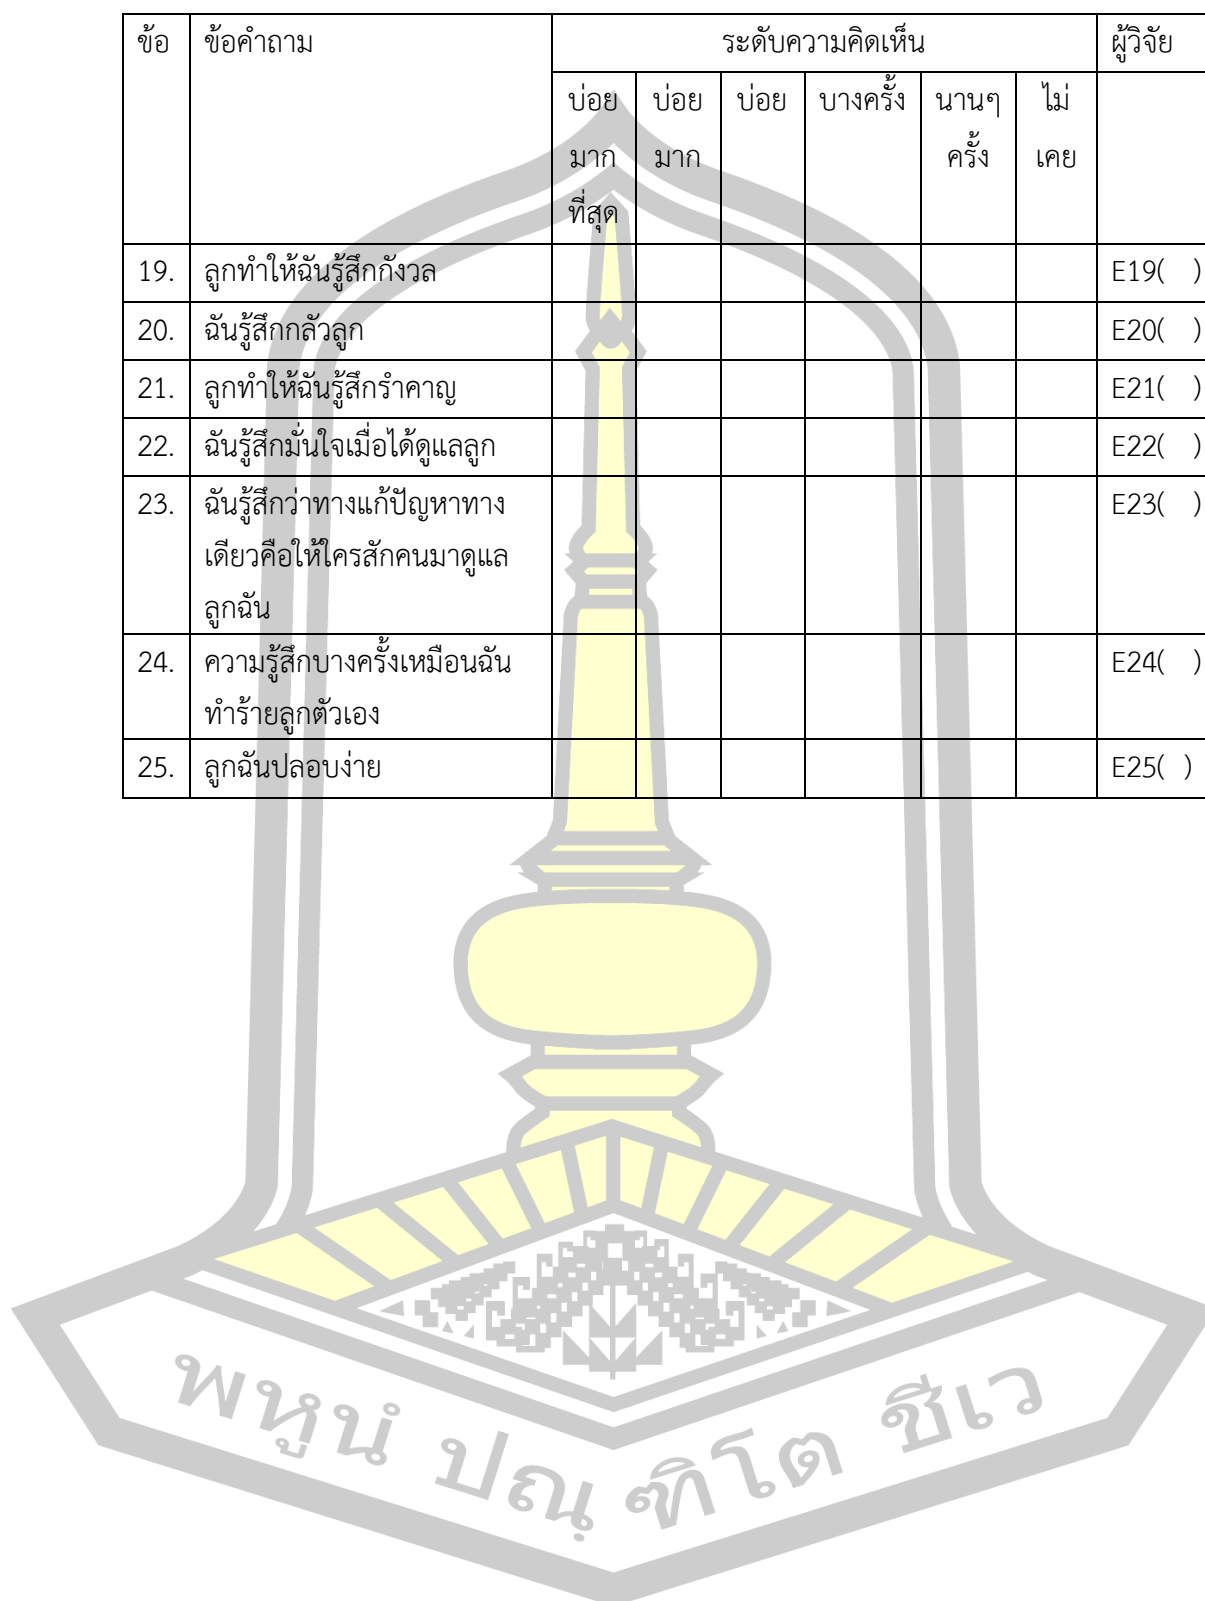 ข้อ ข้อคำถาม ระดับความคิดเห็น ผู้วิจัย
บ่อย บ่อย บ่อย บางครั้ง นานๆ ไม่
มาก มาก ครั้ง เคย
ที่สุด
19. ลูกทำให้ฉันรู้สึกกังวล E19( )
20. ฉันรู้สึกกลัวลูก E20( )
21. ลูกทำให้ฉันรู้สึกรำคาญ E21( )
22. ฉันรู้สึกมั่นใจเมื่อได้ดูแลลูก E22( )
23. ฉันรู้สึกว่าทางแก้ปัญหาทาง E23( )
เดียวคือให้ใครสักคนมาดูแล
ลูกฉัน
24. ความรู้สึกบางครั้งเหมือนฉัน E24( )
ทำร้ายลูกตัวเอง
25. ลูกฉันปลอบง่าย E25( )
พหูนํ ปณฺ ฑิโต ชีเว